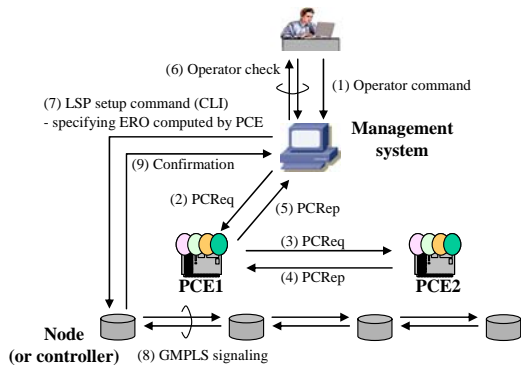 (6) Operator check
(1) Operator command
(7) LSP setup command (CLI)
- specifying ERO computed by PCE
Management
system
(9) Confirmation
(2) PCReq
(5) PCRep
(3) PCReq
(4) PCRep
PCE1
PCE2
Node
(or controller)
(8) GMPLS signaling